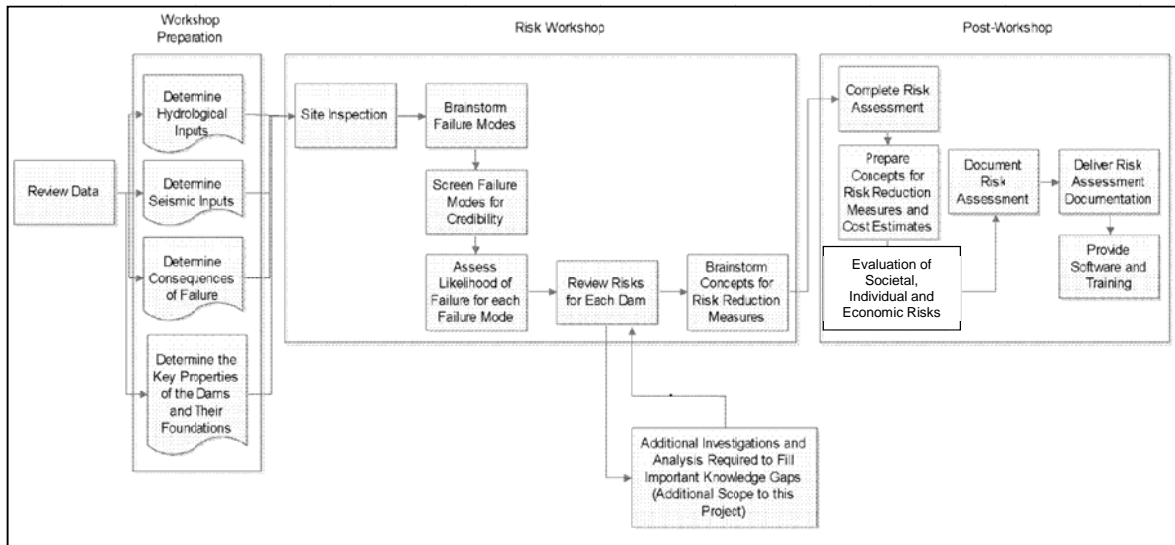 Workshop
Preparation
Risk Workshop
Post-Workshop
Review Data
Determine
Hydrological
Inputs
Determine
Seismic Inputs
Determine
Consequences
of Failure
Determine the
Key Properties
of the Dams
and Their
Foundations
Site Inspection
Brainstorm
Failure Modes
Screen Failure
Modes for
Credibility
Assess
Likelihood
of Failure for each
Failure Mode
Review Risks
for Each Dam
Brainstorm
Concepts for
Risk Reduction
Measures
Additional Investigations and
Analysis Required to Fill
Important Knowledge Gaps
(Additional Scope to this
Project)
Complete Risk
Assessment
Prepare
Concepts for
Risk Reduction
Measures and
Cost Estimates
Evaluation of
Societal,
Individual and
Economic Risks
Document
Risk
Assessment
Deliver Risk
Assessment
Documentation
Provide
Software and
Training